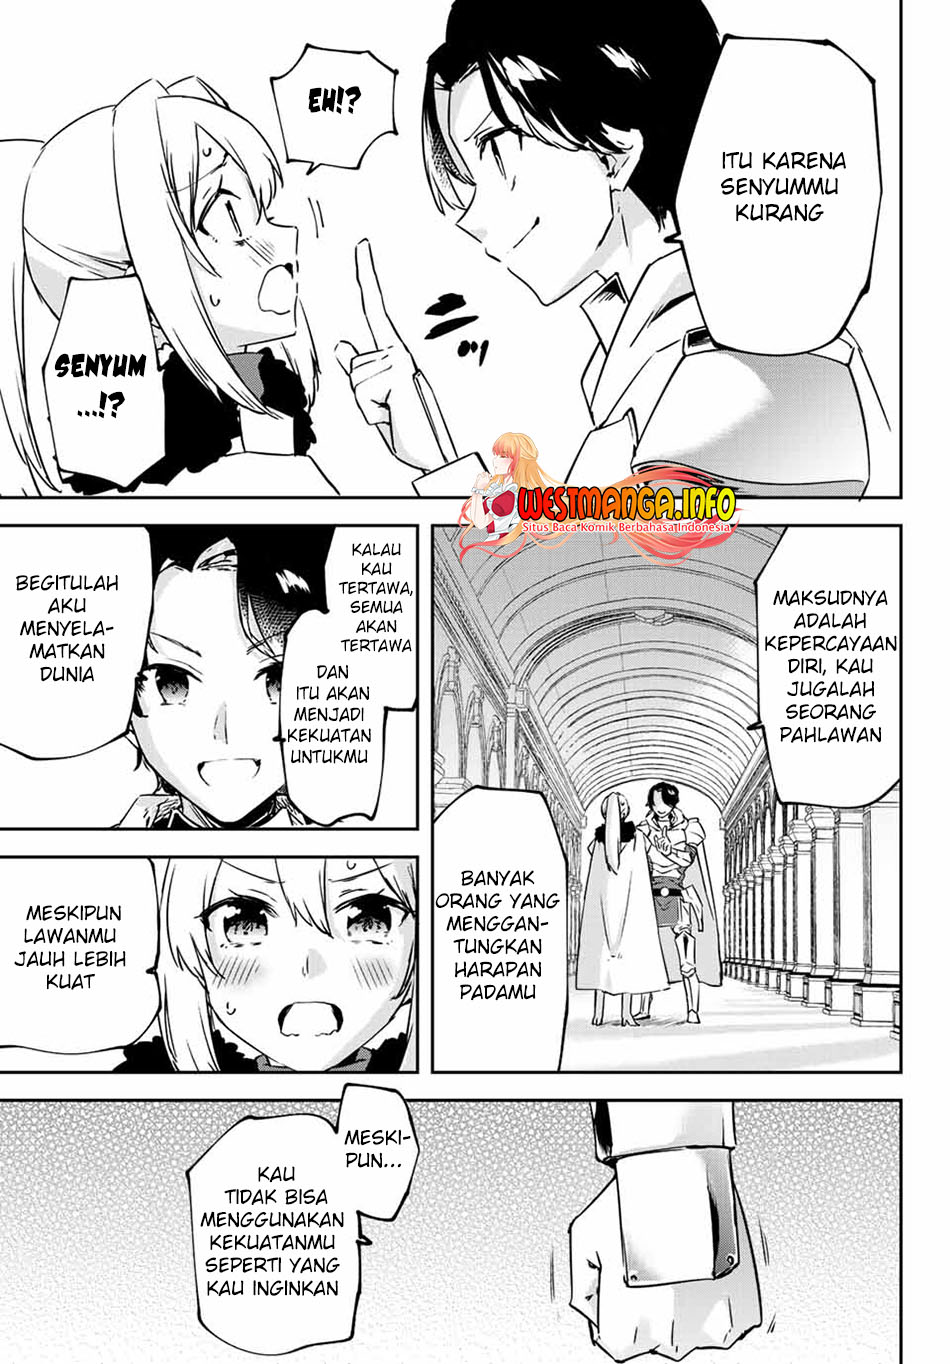 ITU KARENA
SENYUMMU
KURANG
EH!?
SENYUM
...!?
WESTMANGA.INFO
Situs Baca Komik Berbahasa Indonesia
MAKSUDNYA
ADALAH
KEPERCAYAAN
DIRI, KAU
JUGALAH
SEORANG
PAHLAWAN
BANYAK
ORANG YANG
MENGGAN-
TUNGKAN
HARAPAN
PADAMU
KALAU
KAU
TERTAWA,
SEMUA
AKAN
TERTAWA
DAN
ITU AKAN
MENJADI
KEKUATAN
UNTUKMU
BEGITULAH
AKU
MENYELA-
MATKAN
DUNIA
MESKIPUN
LAWANMU
JAUH LEBIH
KUAT
MESKI-
PUN...
KAU
TIDAK BISA
MENGGUNAKAN
KEKUATANMU
SEPERTI YANG
KAU INGINKAN